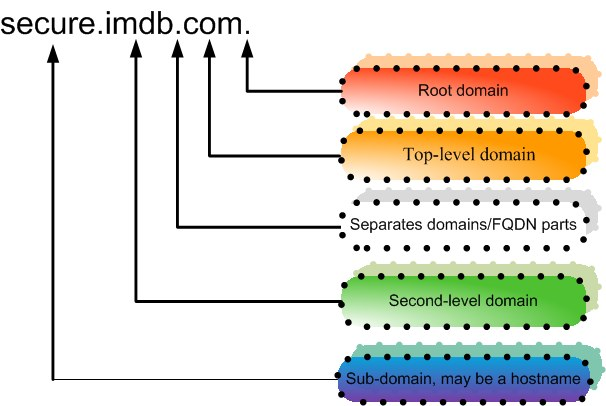 secure.imdb.com.
Root domain
Top-level domain
Separates domains/FQDN parts
Second-level domain
Sub-domain, may be a hostname